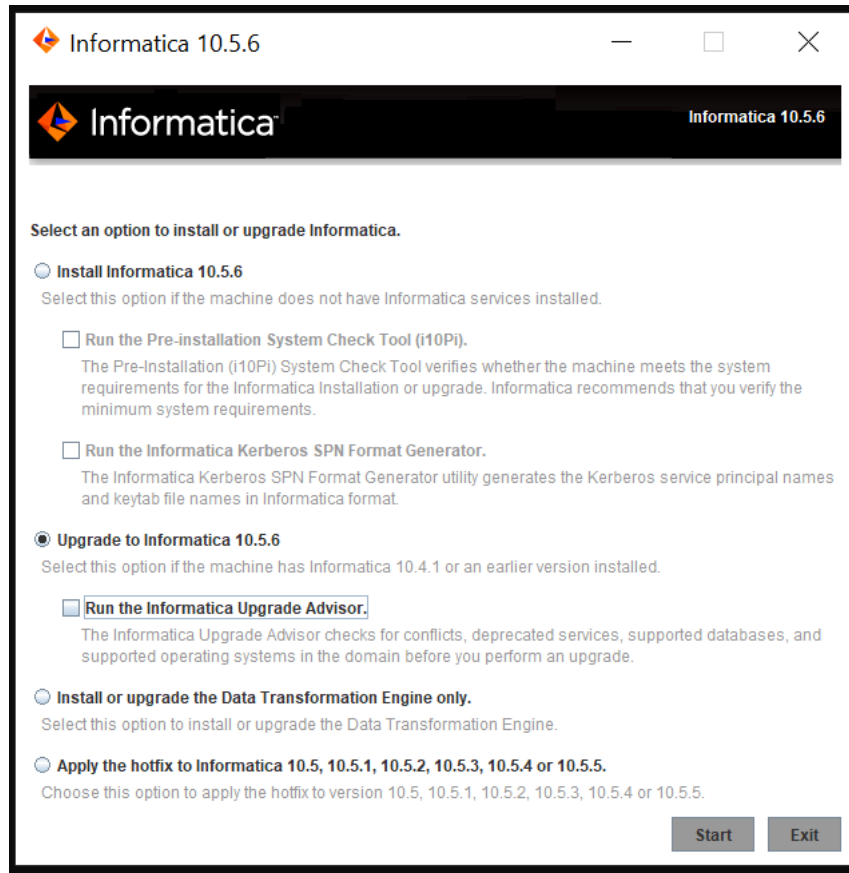 Informatica 10.5.6
Informatica
Informatica 10.5.6
Select an option to install or upgrade Informatica.
Install Informatica 10.5.6
Select this option if the machine does not have Informatica services installed.
Run the Pre-installation System Check Tool (i10Pi).
The Pre-Installation (i10Pi) System Check Tool verifies whether the machine meets the system
requirements for the Informatica Installation or upgrade. Informatica recommends that you verify the
minimum system requirements.
Run the Informatica Kerberos SPN Format Generator.
The Informatica Kerberos SPN Format Generator utility generates the Kerberos service principal names
and keytab file names in Informatica format.
Upgrade to Informatica 10.5.6
Select this option if the machine has Informatica 10.4.1 or an earlier version installed.
Run the Informatica Upgrade Advisor.
The Informatica Upgrade Advisor checks for conflicts, deprecated services, supported databases, and
supported operating systems in the domain before you perform an upgrade.
Install or upgrade the Data Transformation Engine only.
Select this option to install or upgrade the Data Transformation Engine.
Apply the hotfix to Informatica 10.5, 10.5.1, 10.5.2, 10.5.3, 10.5.4 or 10.5.5.
Choose this option to apply the hotfix to version 10.5, 10.5.1, 10.5.2, 10.5.3, 10.5.4 or 10.5.5.
Start Exit